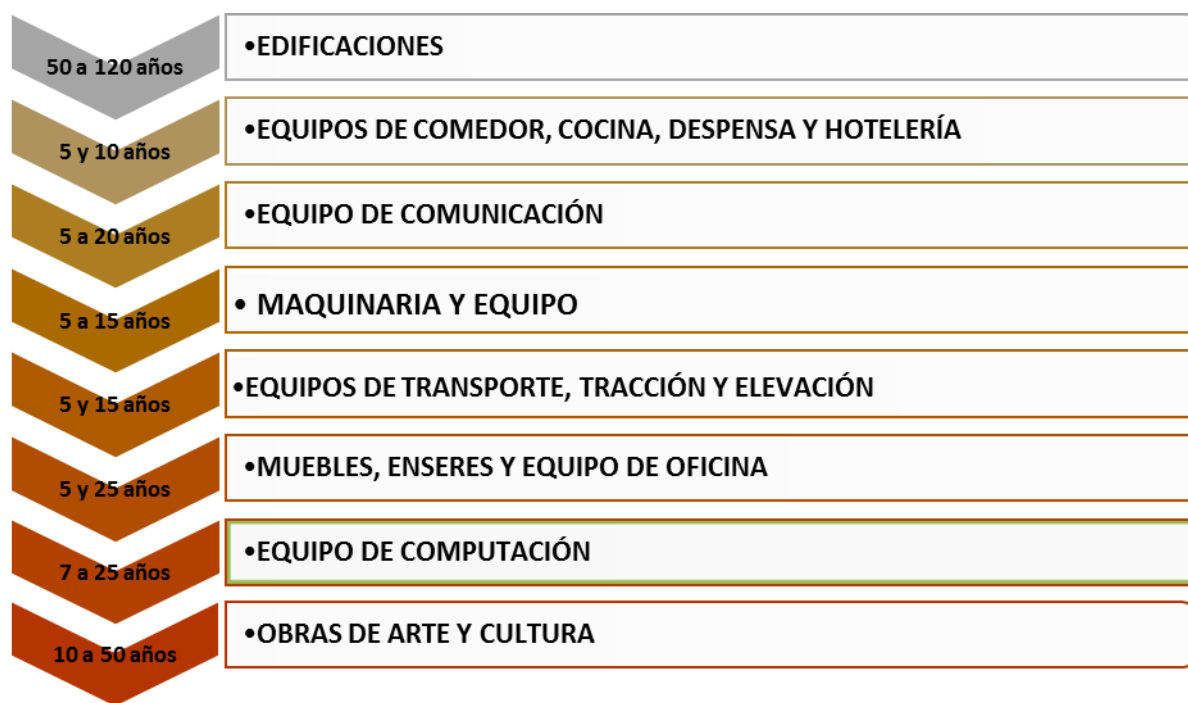 50 a 120 años
•EDIFICACIONES
5 y 10 años
•EQUIPOS DE COMEDOR, COCINA, DESPENSA Y HOTELERÍA
5 a 20 años
•EQUIPO DE COMUNICACIÓN
5 a 15 años
• MAQUINARIA Y EQUIPO
5 y 15 años
•EQUIPOS DE TRANSPORTE, TRACCIÓN Y ELEVACIÓN
5 y 25 años
•MUEBLES, ENSERES Y EQUIPO DE OFICINA
7 a 25 años
•EQUIPO DE COMPUTACIÓN
10 a 50 años
•OBRAS DE ARTE Y CULTURA